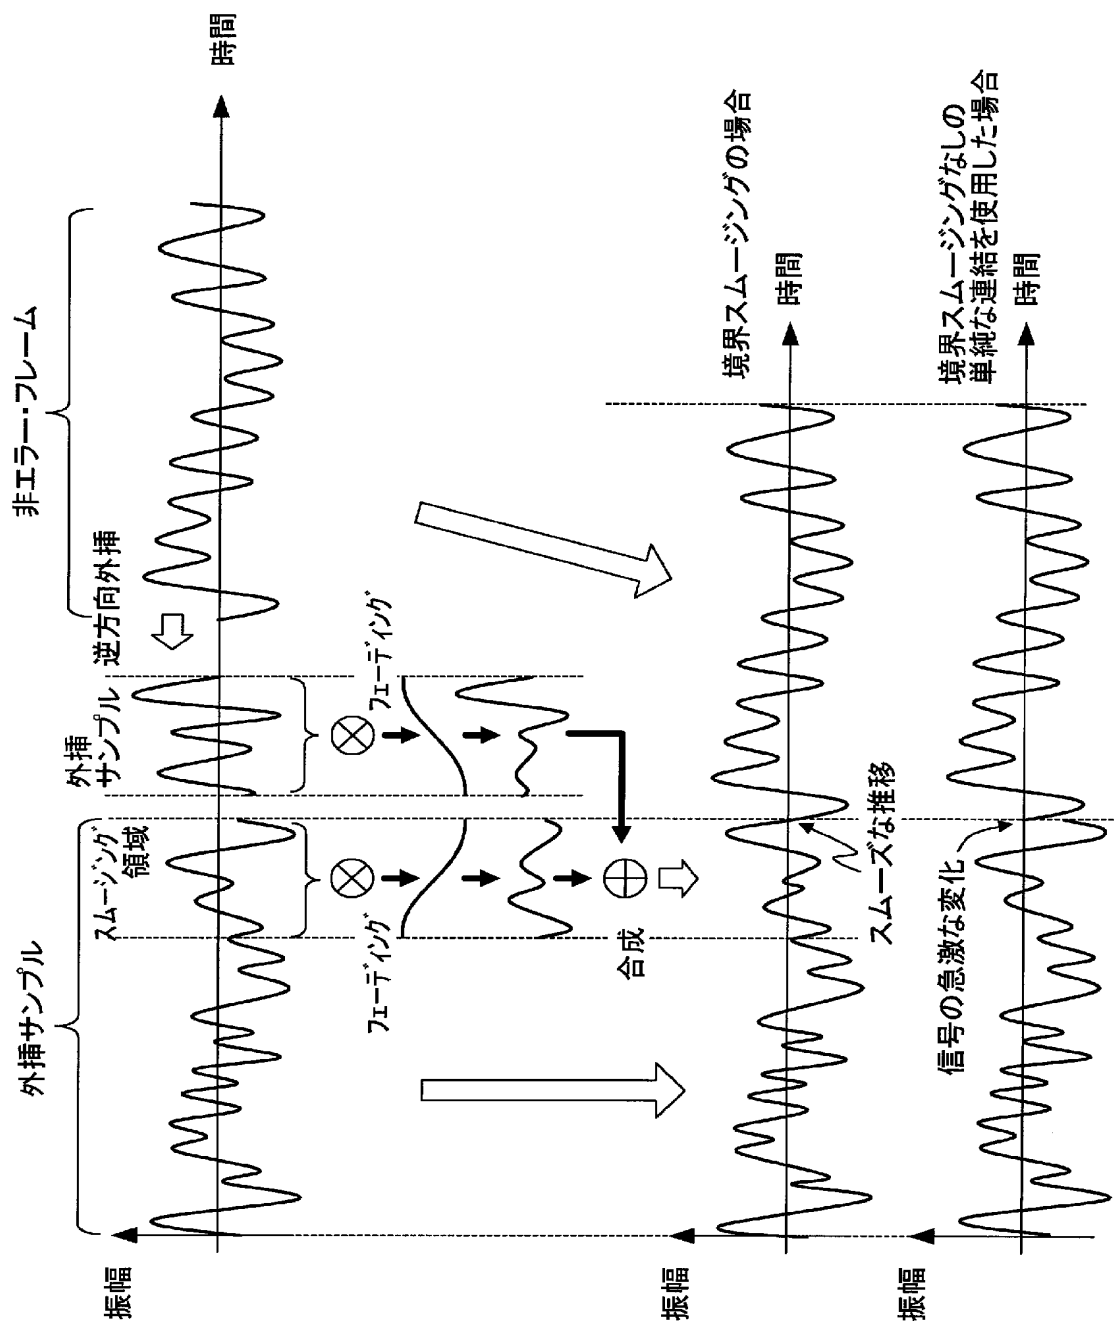 外挿サンプル
スムージング
領域
外挿
サンプル
逆方向外挿
非エラー・フレーム
振幅
時間
フェーディング
フェーディング
合成
境界スムージングの場合
振幅
時間
スムーズな推移
境界スムージングなしの
単純な連結を使用した場合
信号の急激な変化
振幅
時間